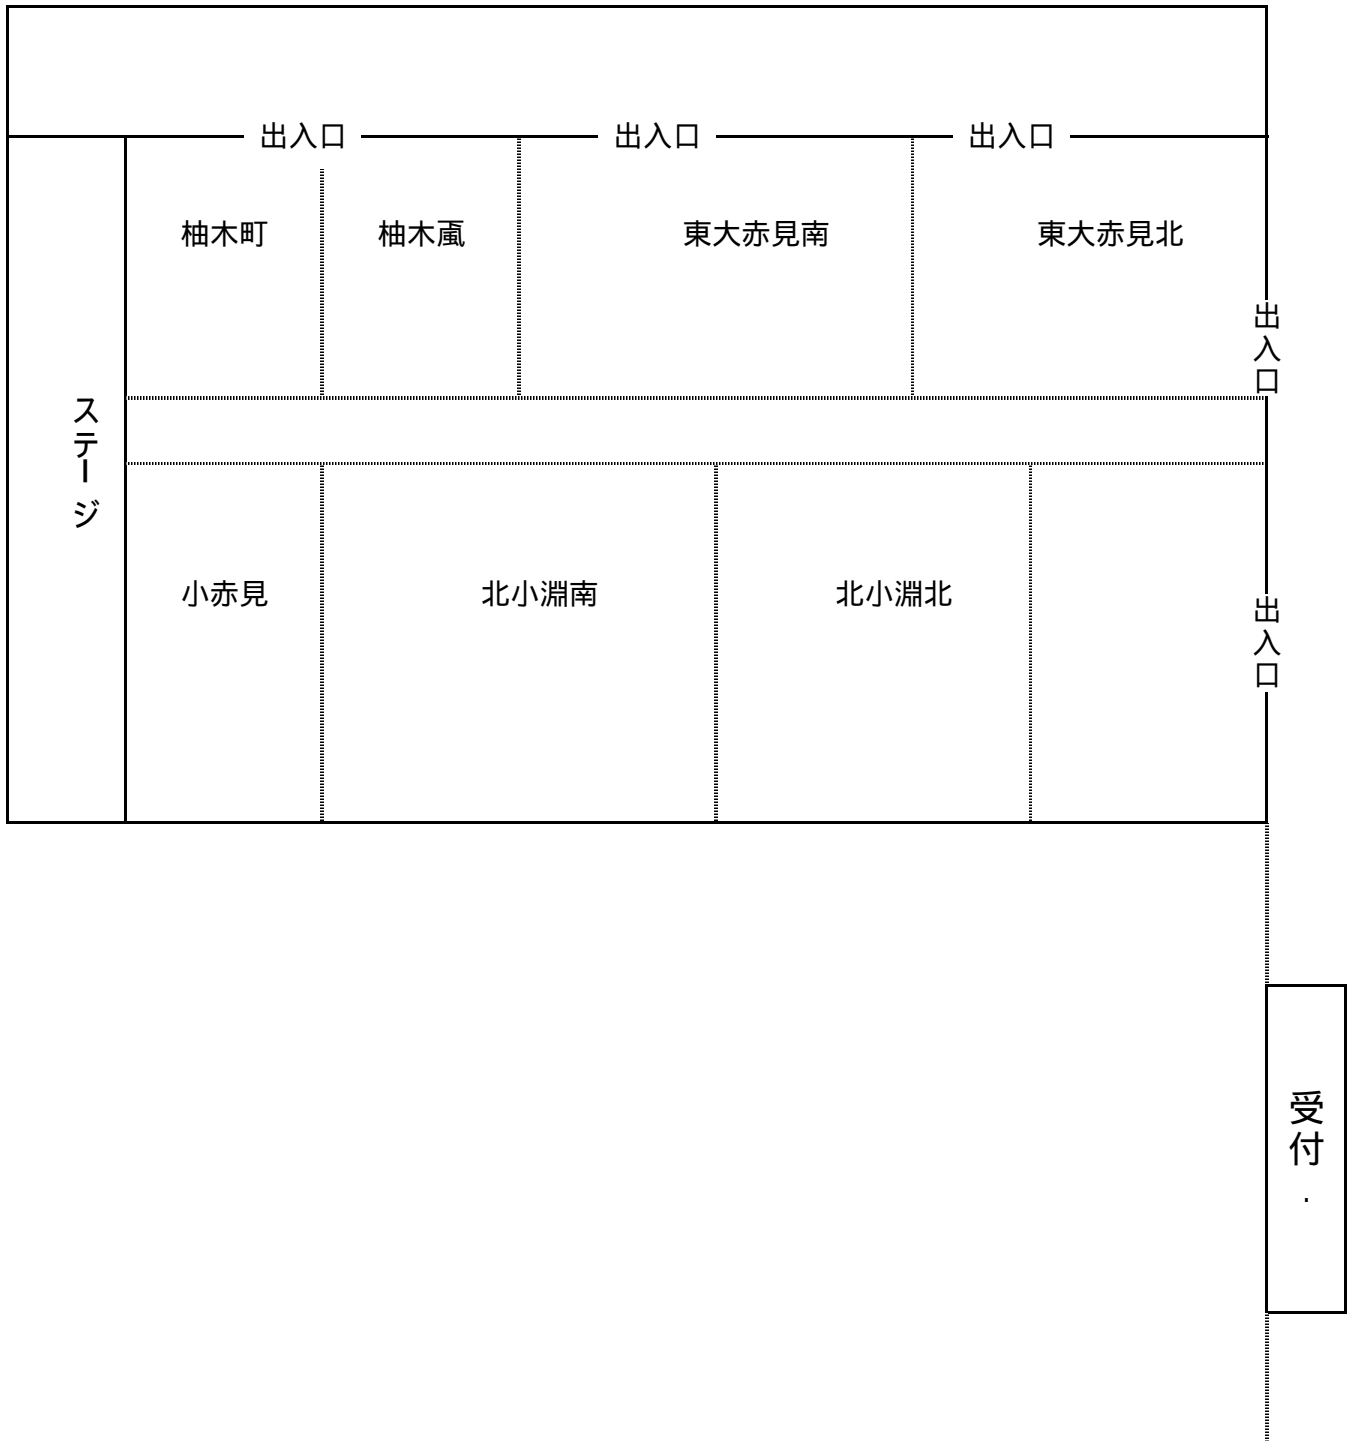 出入口 出入口 出入口
柚木町 柚木颪 東大赤見南 東大赤見北
出入口
ステージ
小赤見 北小淵南 北小淵北
出入口
受付
.